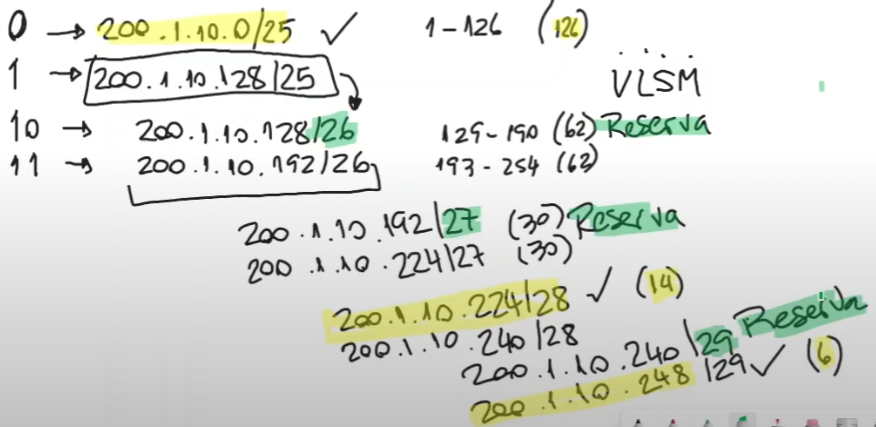 0 → 200.1.10.0/25 ✓ 1-126 (126)
1 → 200.1.10.128/25 VLSM
10 → 200.1.10.128/26 129-190 (62) Reserva
11 → 200.1.10.192/26 193-254 (62)
200.1.10.192/27 (30) Reserva
200.1.10.224/27 (30)
200.1.10.224/28 ✓ (14)
200.1.10.240/28
200.1.10.240/29 Reserva
200.1.10.248/29 ✓ (6)